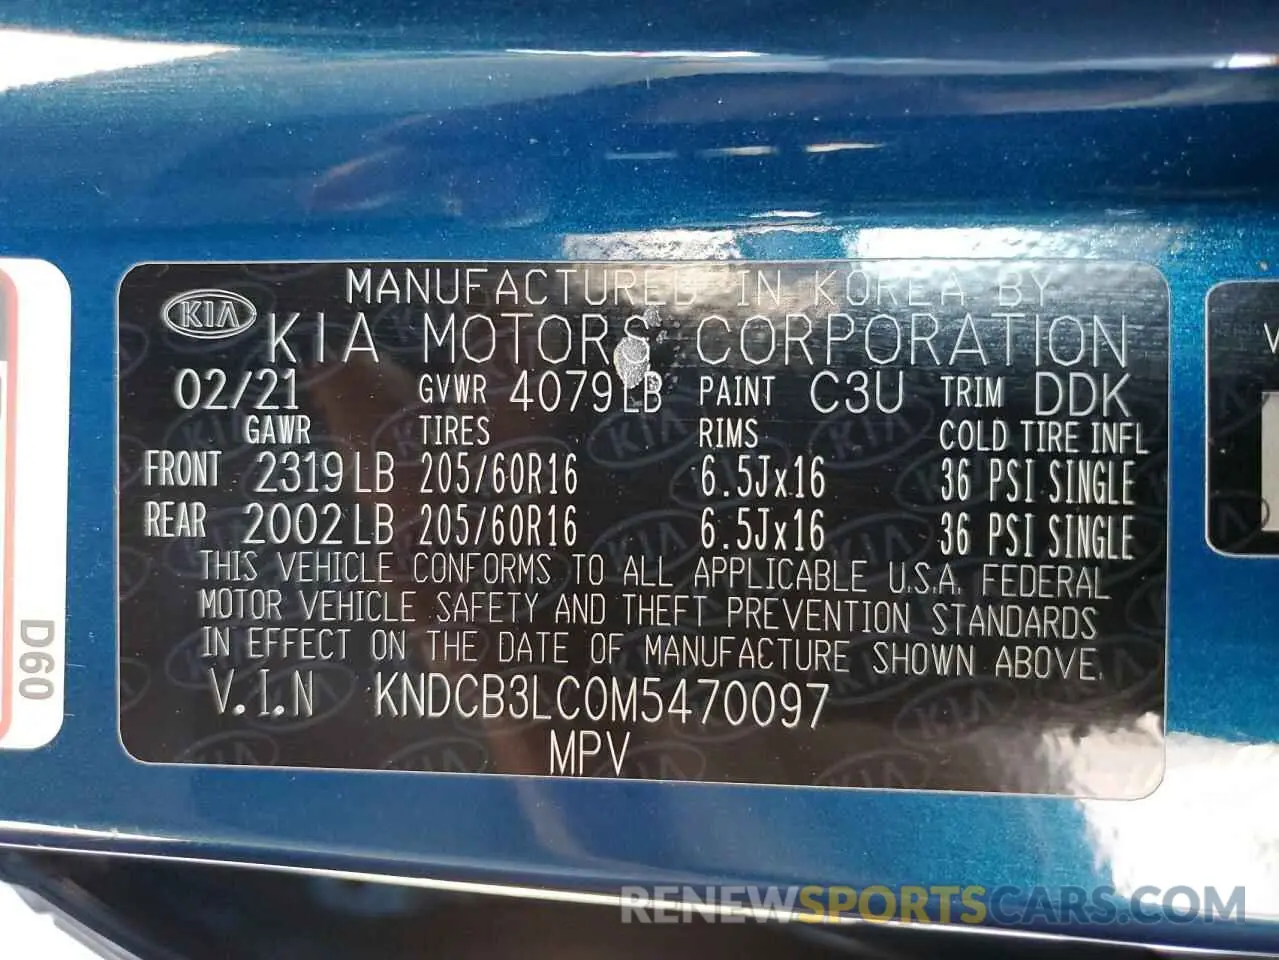 MANUFACTURED IN KOREA BY
KIA KIA MOTORS CORPORATION
02/21 GVWR 4079LB PAINT C3U TRIM DDK
GAWR TIRES RIMS COLD TIRE INFL
FRONT 2319LB 205/60R16 6.5Jx16 36 PSI SINGLE
REAR 2002LB 205/60R16 6.5Jx16 36 PSI SINGLE
THIS VEHICLE CONFORMS TO ALL APPLICABLE U.S.A. FEDERAL
MOTOR VEHICLE SAFETY AND THEFT PREVENTION STANDARDS
IN EFFECT ON THE DATE OF MANUFACTURE SHOWN ABOVE.
V.I.N KNDCB3LC0M5470097
MPV
D60
RENEWSPORTSCARS.COM